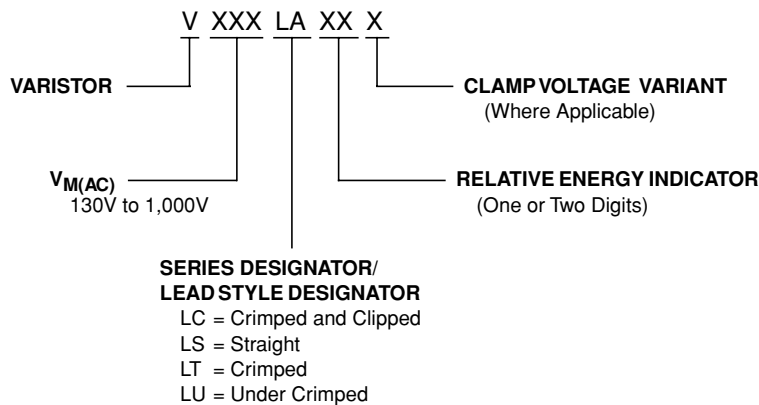 V XXX LA XX X
VARISTOR
CLAMP VOLTAGE VARIANT
(Where Applicable)
VM(AC)
130V to 1,000V
RELATIVE ENERGY INDICATOR
(One or Two Digits)
SERIES DESIGNATOR/
LEAD STYLE DESIGNATOR
LC = Crimped and Clipped
LS = Straight
LT = Crimped
LU = Under Crimped